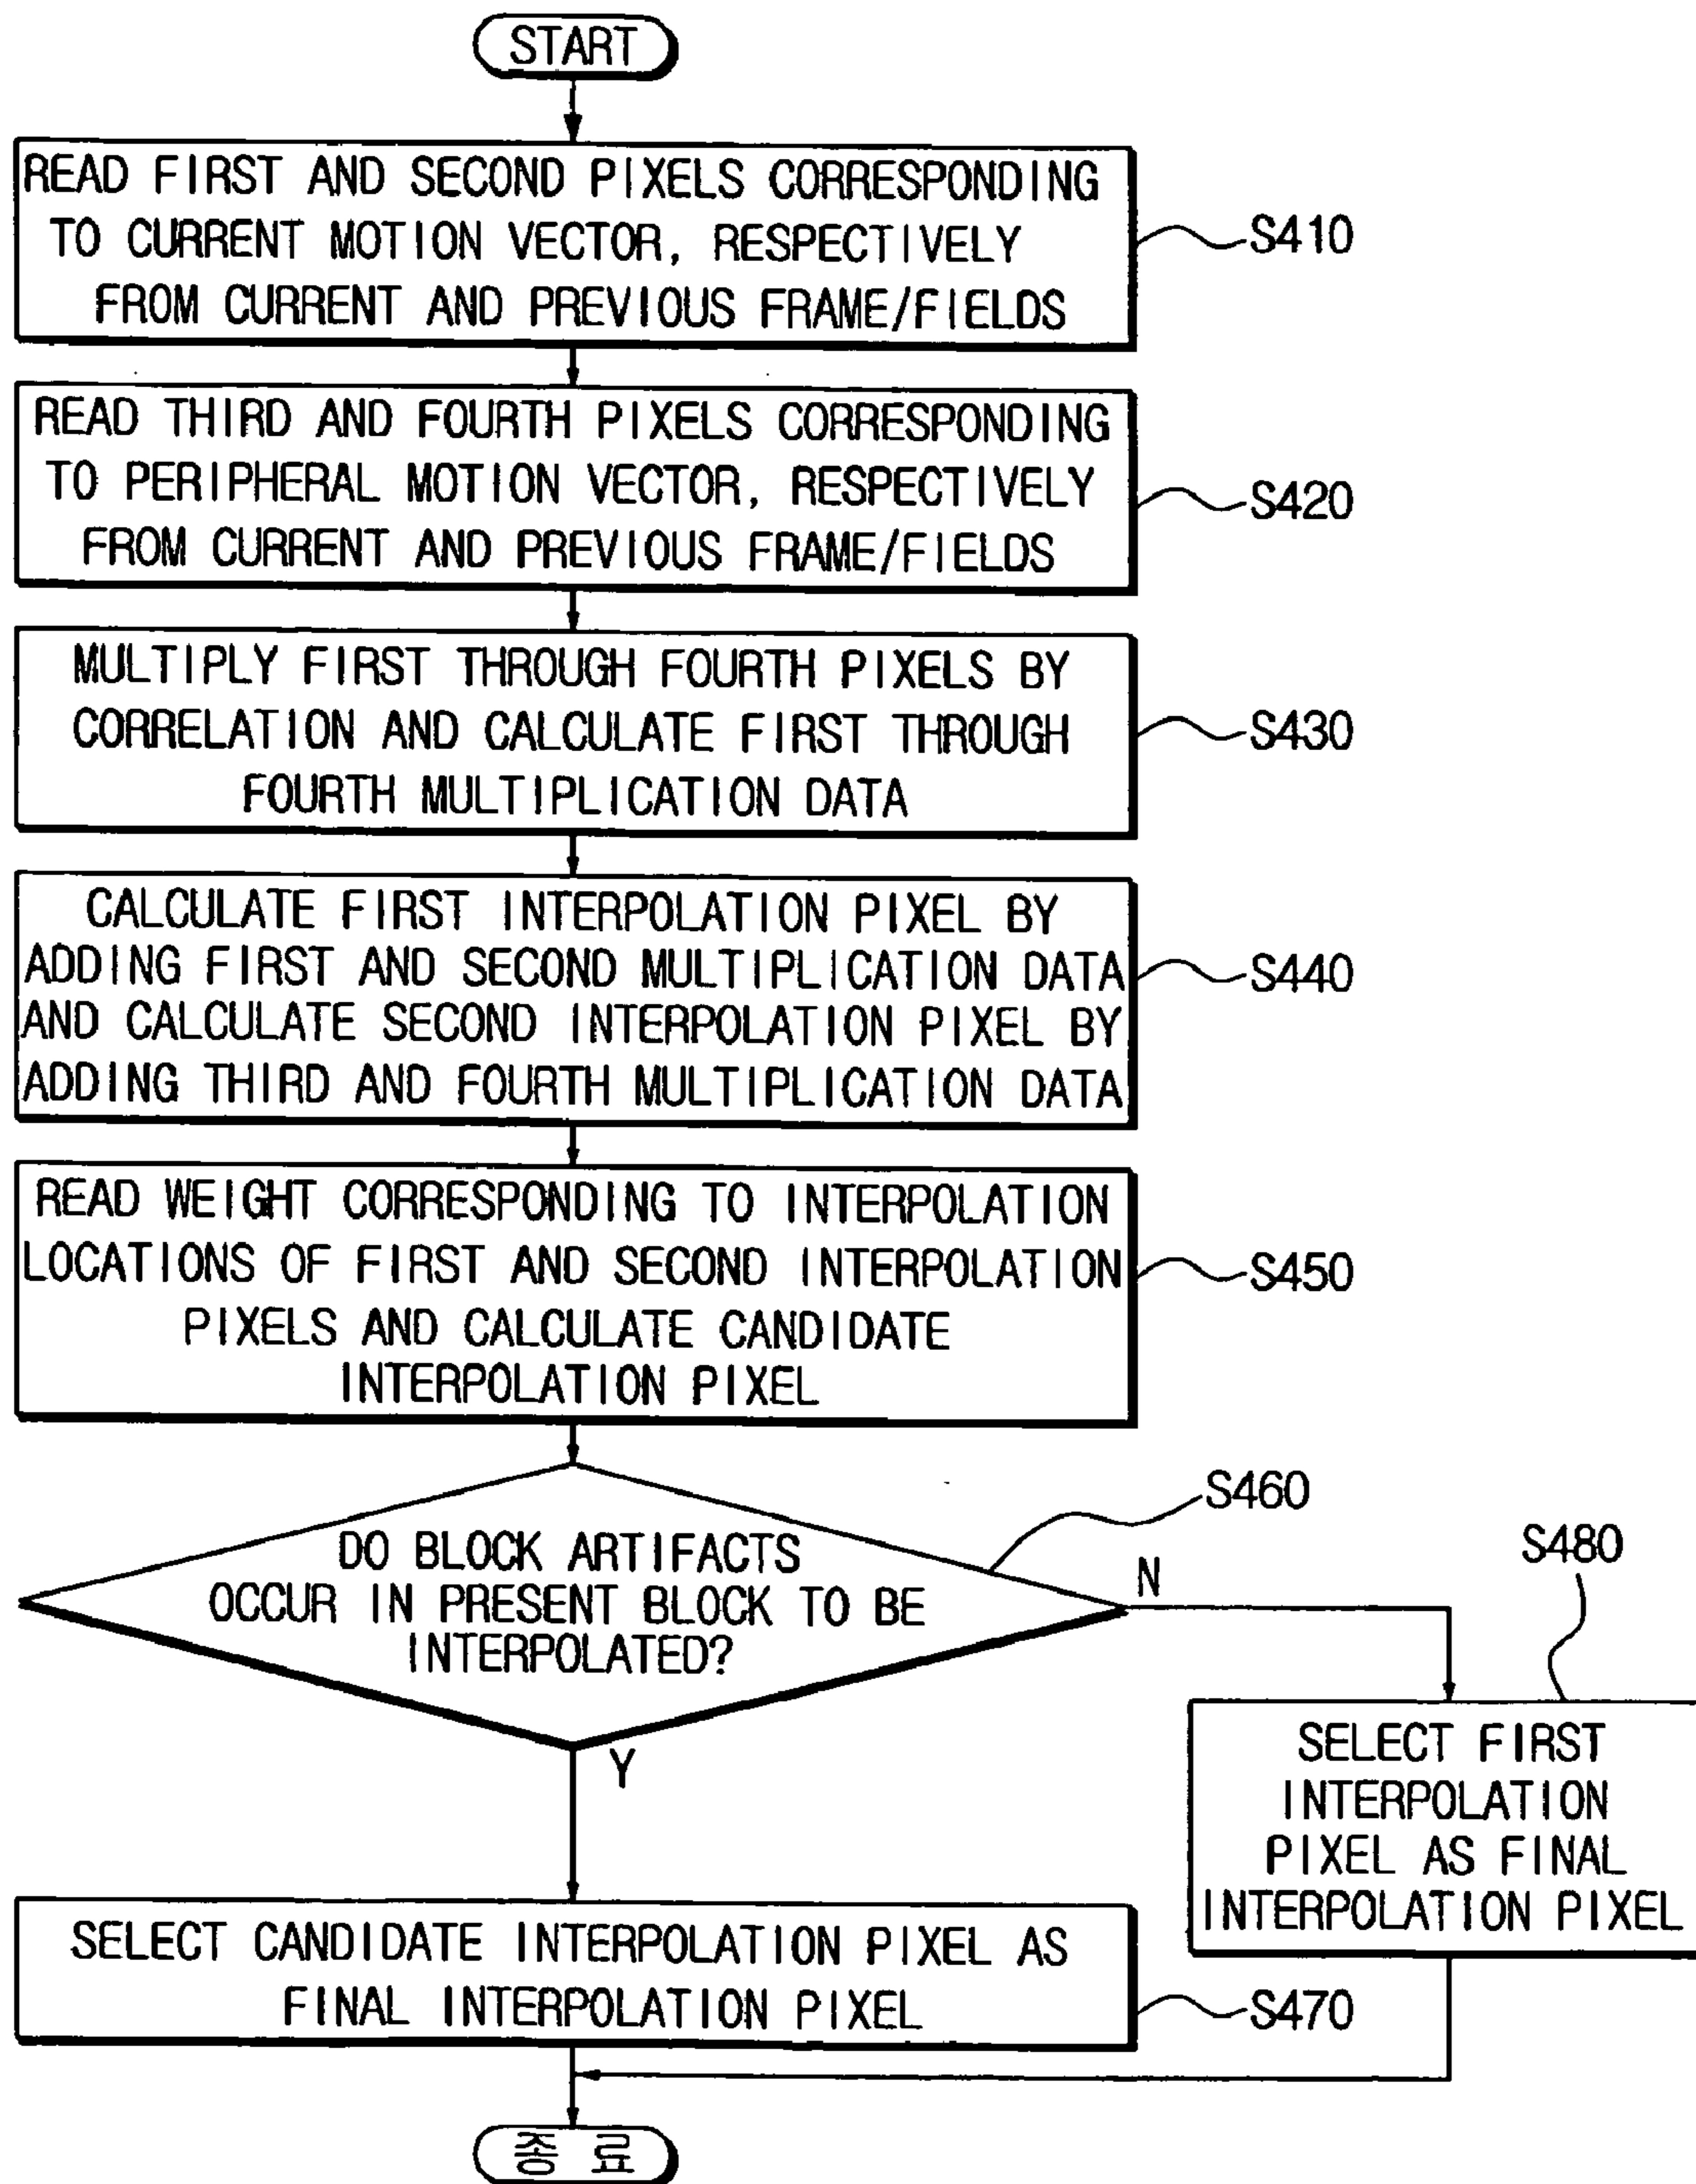 START
READ FIRST AND SECOND PIXELS CORRESPONDING
TO CURRENT MOTION VECTOR, RESPECTIVELY
FROM CURRENT AND PREVIOUS FRAME/FIELDS
S410
READ THIRD AND FOURTH PIXELS CORRESPONDING
TO PERIPHERAL MOTION VECTOR, RESPECTIVELY
FROM CURRENT AND PREVIOUS FRAME/FIELDS
S420
MULTIPLY FIRST THROUGH FOURTH PIXELS BY
CORRELATION AND CALCULATE FIRST THROUGH
FOURTH MULTIPLICATION DATA
S430
CALCULATE FIRST INTERPOLATION PIXEL BY
ADDING FIRST AND SECOND MULTIPLICATION DATA
AND CALCULATE SECOND INTERPOLATION PIXEL BY
ADDING THIRD AND FOURTH MULTIPLICATION DATA
S440
READ WEIGHT CORRESPONDING TO INTERPOLATION
LOCATIONS OF FIRST AND SECOND INTERPOLATION
PIXELS AND CALCULATE CANDIDATE
INTERPOLATION PIXEL
S450
DO BLOCK ARTIFACTS
OCCUR IN PRESENT BLOCK TO BE
INTERPOLATED?
S460
N
Y
S480
SELECT FIRST
INTERPOLATION
PIXEL AS FINAL
INTERPOLATION PIXEL
SELECT CANDIDATE INTERPOLATION PIXEL AS
FINAL INTERPOLATION PIXEL
S470
종 료